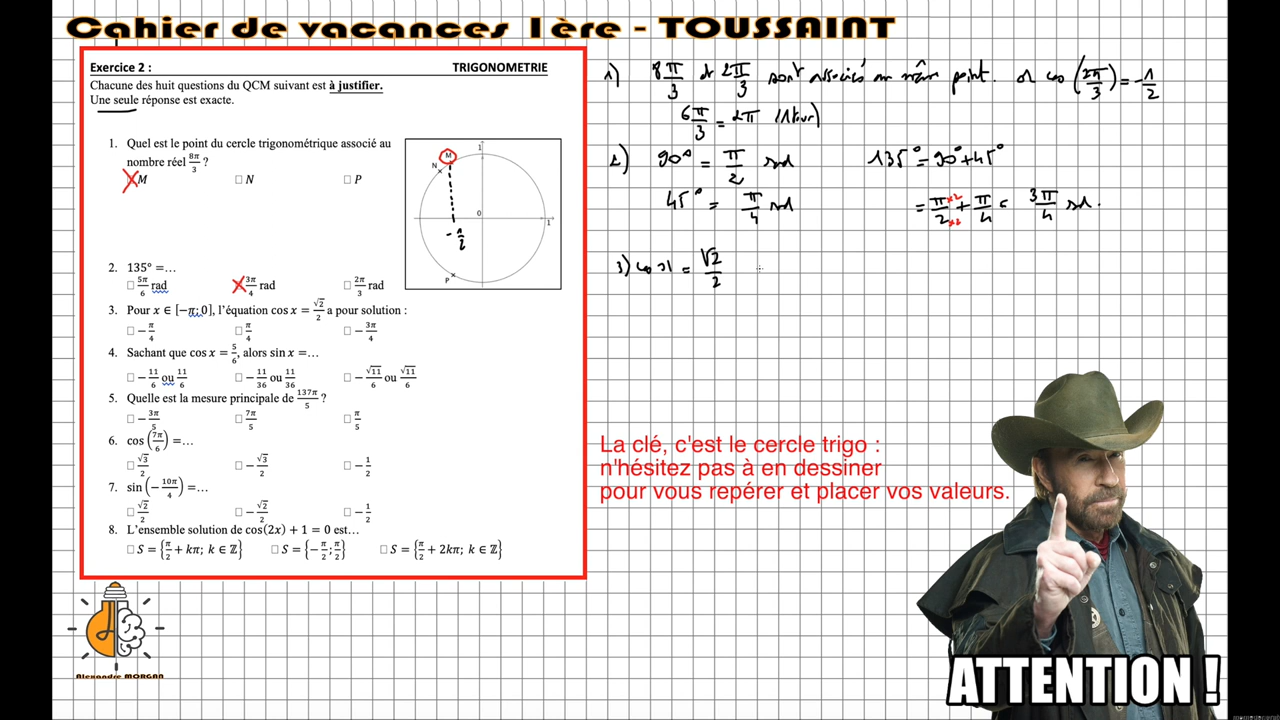 Cahier de vacances 1ère - TOUSSAINT
Exercice 2 : TRIGONOMETRIE
Chacune des huit questions du QCM suivant est à justifier.
Une seule réponse est exacte.
1. Quel est le point du cercle trigonométrique associé au
nombre réel 8π/3 ?
☒ M ☐ N ☐ P
M
N
P
0
1
1
-1/2
2. 135° =…
☐ 5π/6 rad ☒ 3π/4 rad ☐ 2π/3 rad
3. Pour x ∈ [−π; 0], l'équation cos x = √2/2 a pour solution :
☐ −π/4 ☐ π/4 ☐ −3π/4
4. Sachant que cos x = 5/6, alors sin x =…
☐ −11/6 ou 11/6 ☐ −11/36 ou 11/36 ☐ −√11/6 ou √11/6
5. Quelle est la mesure principale de 137π/5 ?
☐ −3π/5 ☐ 7π/5 ☐ π/5
6. cos (7π/6) =…
☐ √3/2 ☐ −√3/2 ☐ −1/2
7. sin (−10π/4) =…
☐ √2/2 ☐ −√2/2 ☐ −1/2
8. L'ensemble solution de cos(2x) + 1 = 0 est…
☐ S = {π/2 + kπ; k ∈ ℤ} ☐ S = {−π/2 ; π/2} ☐ S = {π/2 + 2kπ; k ∈ ℤ}
1) 8π/3 et 2π/3 sont associés au même point. or cos (2π/3) = -1/2
6π/3 = 2π (1 tour)
2) 90° = π/2 rad 135° = 90° + 45°
45° = π/4 rad = π×2/2×2 + π/4 = 3π/4 rad.
3) cos x = √2/2
La clé, c'est le cercle trigo :
n'hésitez pas à en dessiner
pour vous repérer et placer vos valeurs.
ATTENTION !
Alexandre MORGAN